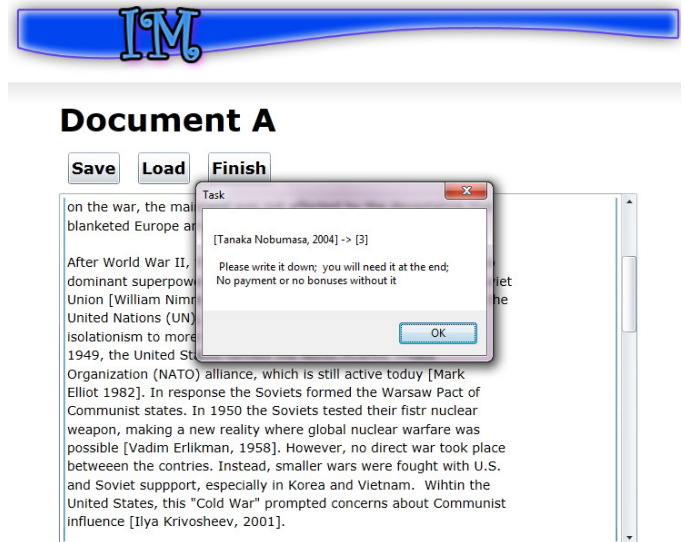 IM
Document A
Save Load Finish
Task
[Tanaka Nobumasa, 2004] -> [3]
Please write it down; you will need it at the end;
No payment or no bonuses without it
OK
on the war, the mai
blanketed Europe a
After World War II,
dominant superpow iet
Union [William Nim he
United Nations (UN)
isolationism to more
1949, the United Sta
Organization (NATO) alliance, which is still active toduy [Mark
Elliot 1982]. In response the Soviets formed the Warsaw Pact of
Communist states. In 1950 the Soviets tested their fistr nuclear
weapon, making a new reality where global nuclear warfare was
possible [Vadim Erlikman, 1958]. However, no direct war took place
betweeen the contries. Instead, smaller wars were fought with U.S.
and Soviet suppport, especially in Korea and Vietnam. Wihtin the
United States, this "Cold War" prompted concerns about Communist
influence [Ilya Krivosheev, 2001].